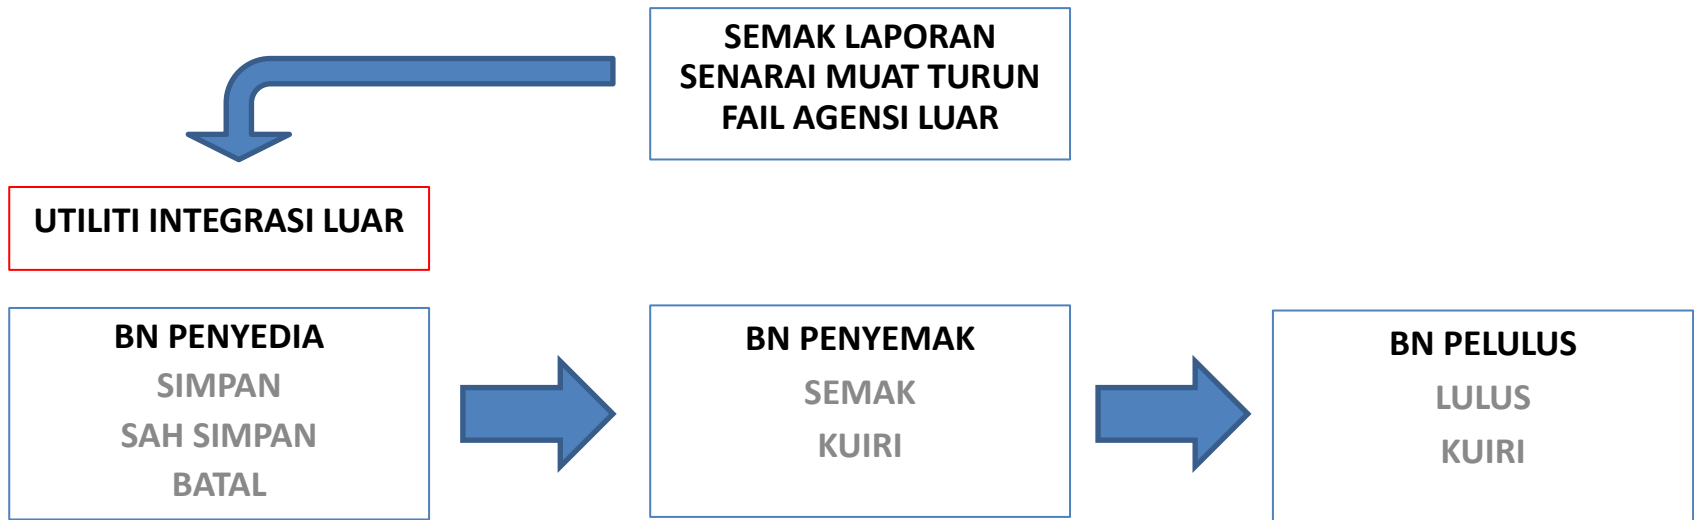 SEMAK LAPORAN
SENARAI MUAT TURUN
FAIL AGENSI LUAR
UTILITI INTEGRASI LUAR
BN PENYEDIA
SIMPAN
SAH SIMPAN
BATAL
BN PENYEMAK
SEMAK
KUIRI
BN PELULUS
LULUS
KUIRI